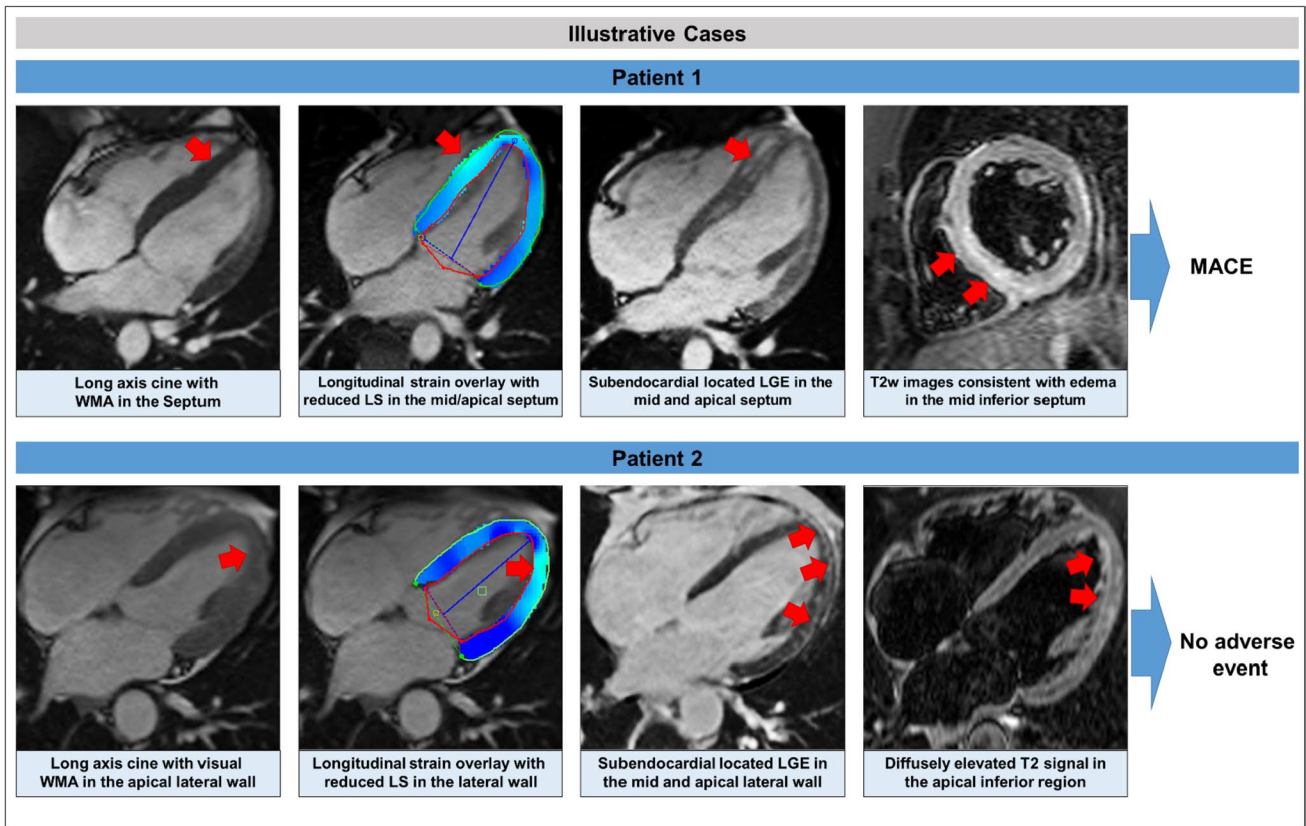 Illustrative Cases
Patient 1
Long axis cine with
WMA in the Septum
Longitudinal strain overlay with
reduced LS in the mid/apical septum
Subendocardial located LGE in the
mid and apical septum
T2w images consistent with edema
in the mid inferior septum
MACE
Patient 2
Long axis cine with visual
WMA in the apical lateral wall
Longitudinal strain overlay with
reduced LS in the lateral wall
Subendocardial located LGE in
the mid and apical lateral wall
Diffusely elevated T2 signal in
the apical inferior region
No adverse
event